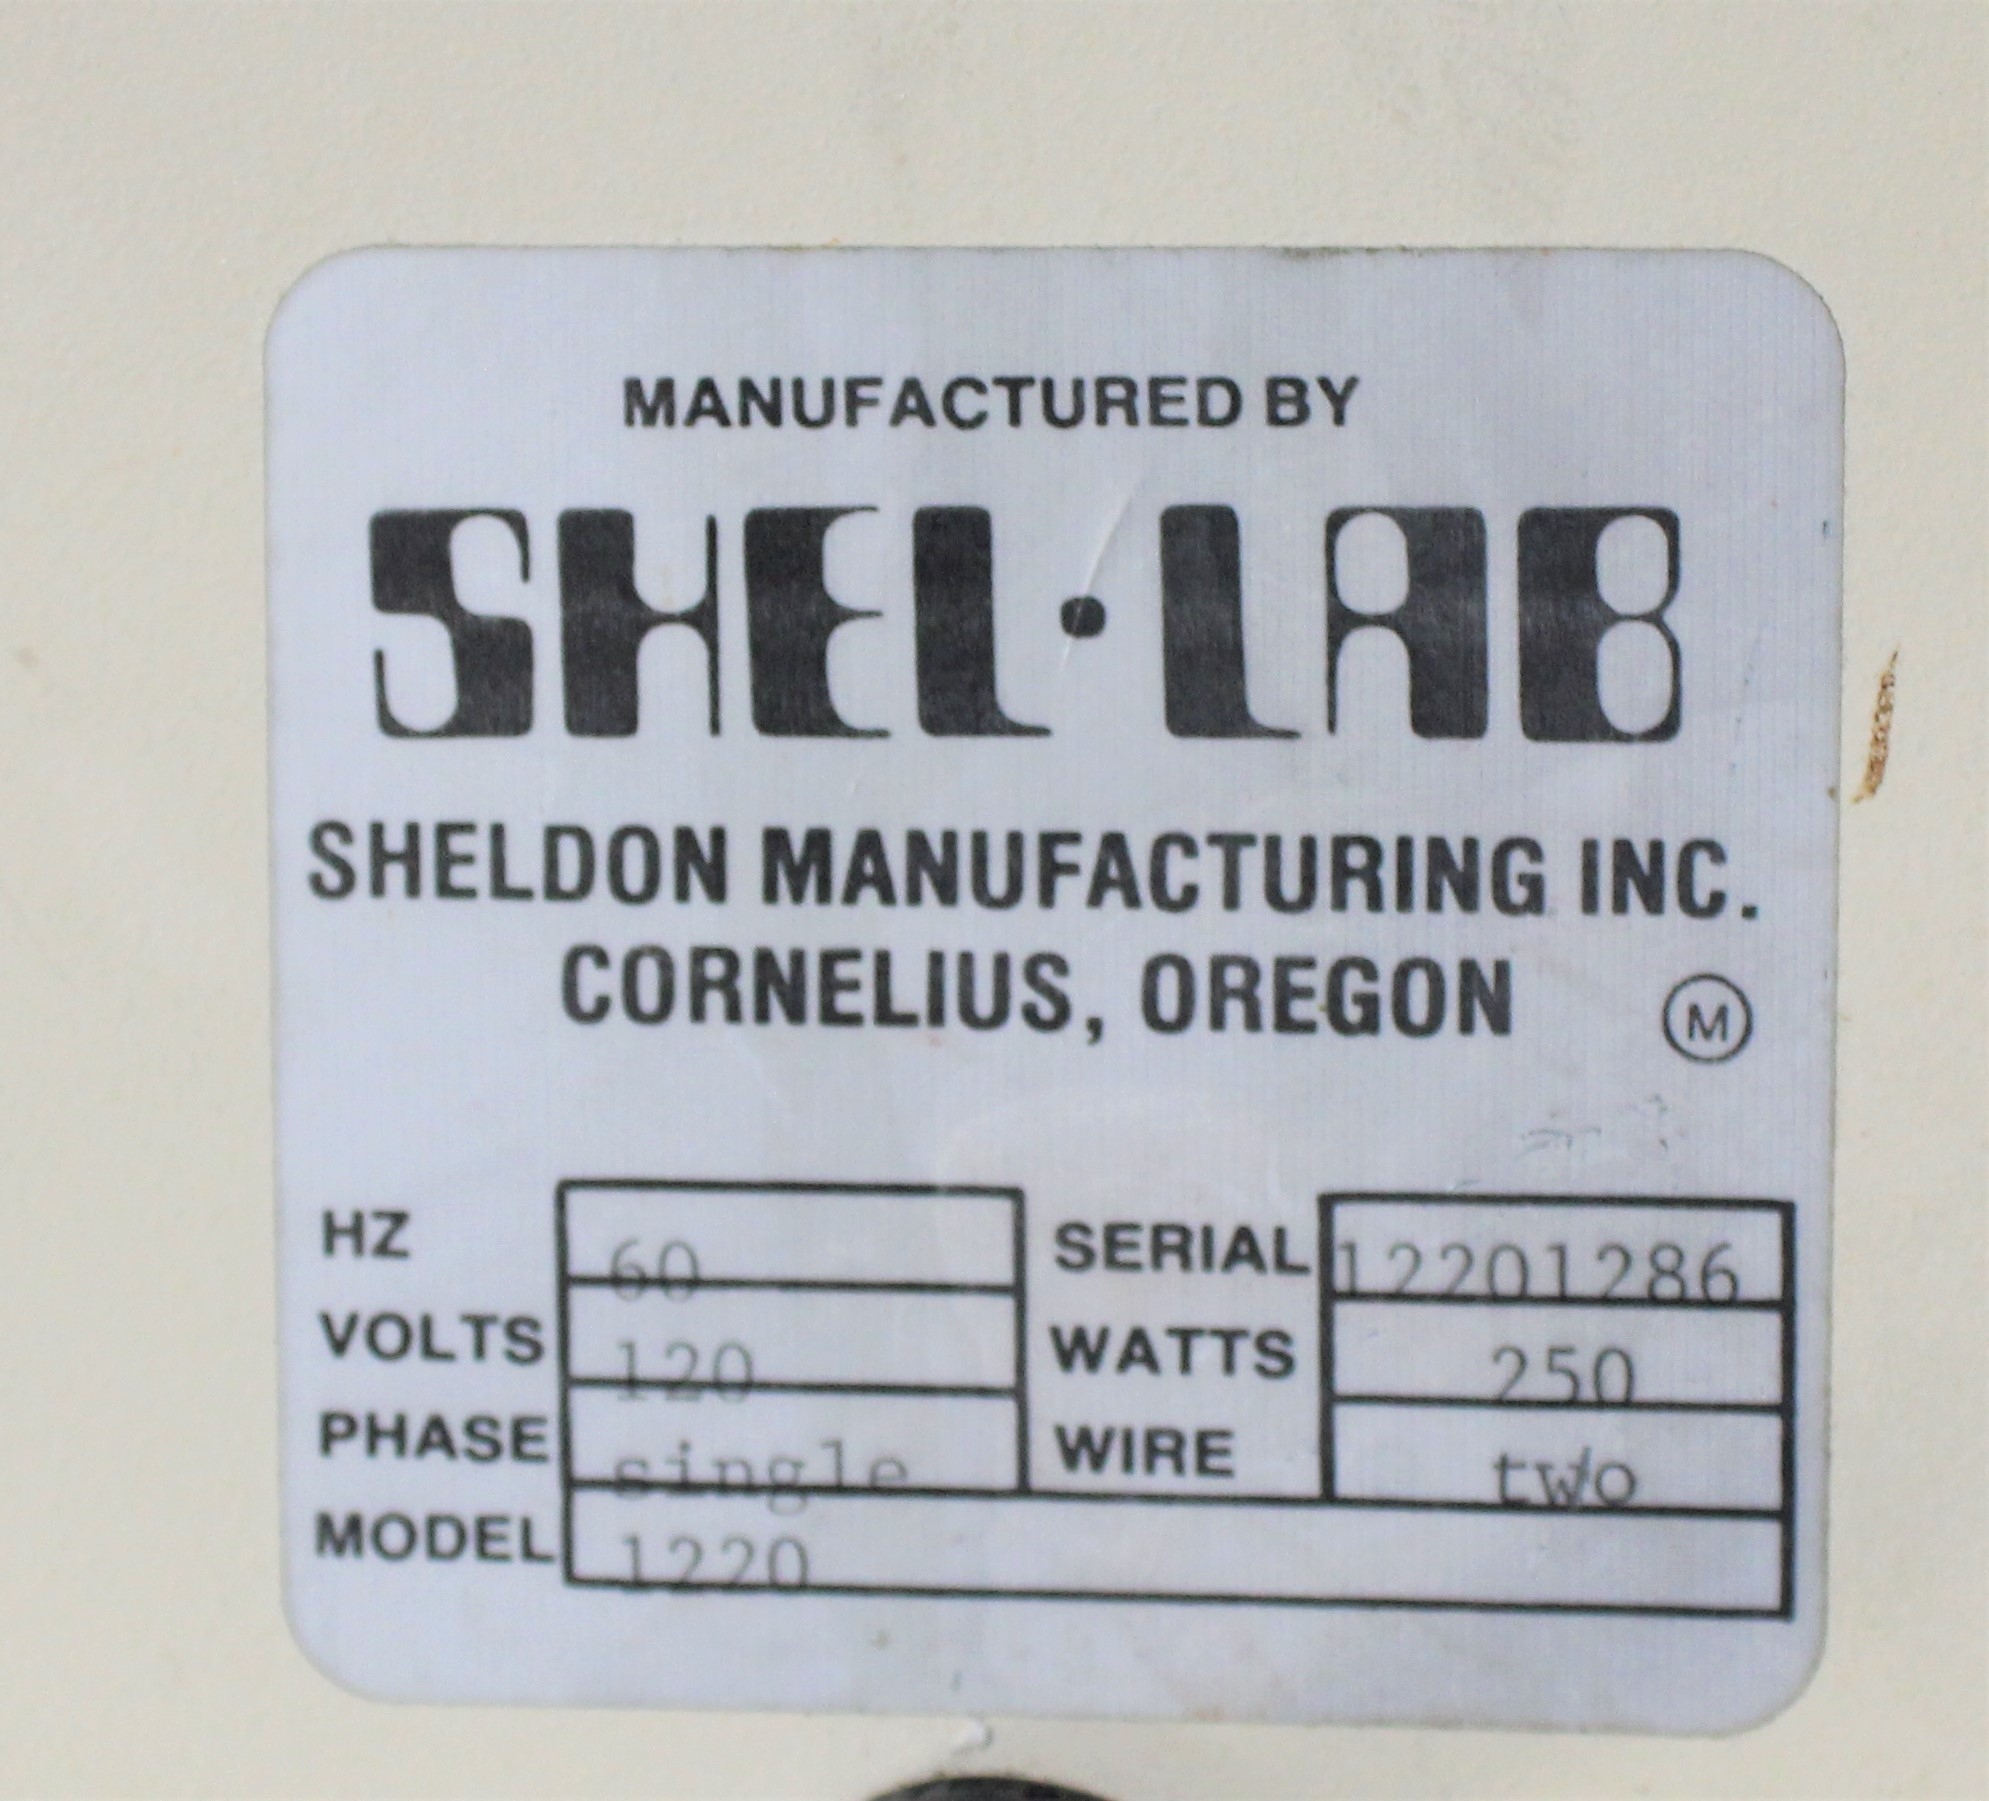 MANUFACTURED BY
SHEL·LAB
SHELDON MANUFACTURING INC.
CORNELIUS, OREGON
M
HZ 60 SERIAL 12201286
VOLTS 120 WATTS 250
PHASE single WIRE two
MODEL 1220